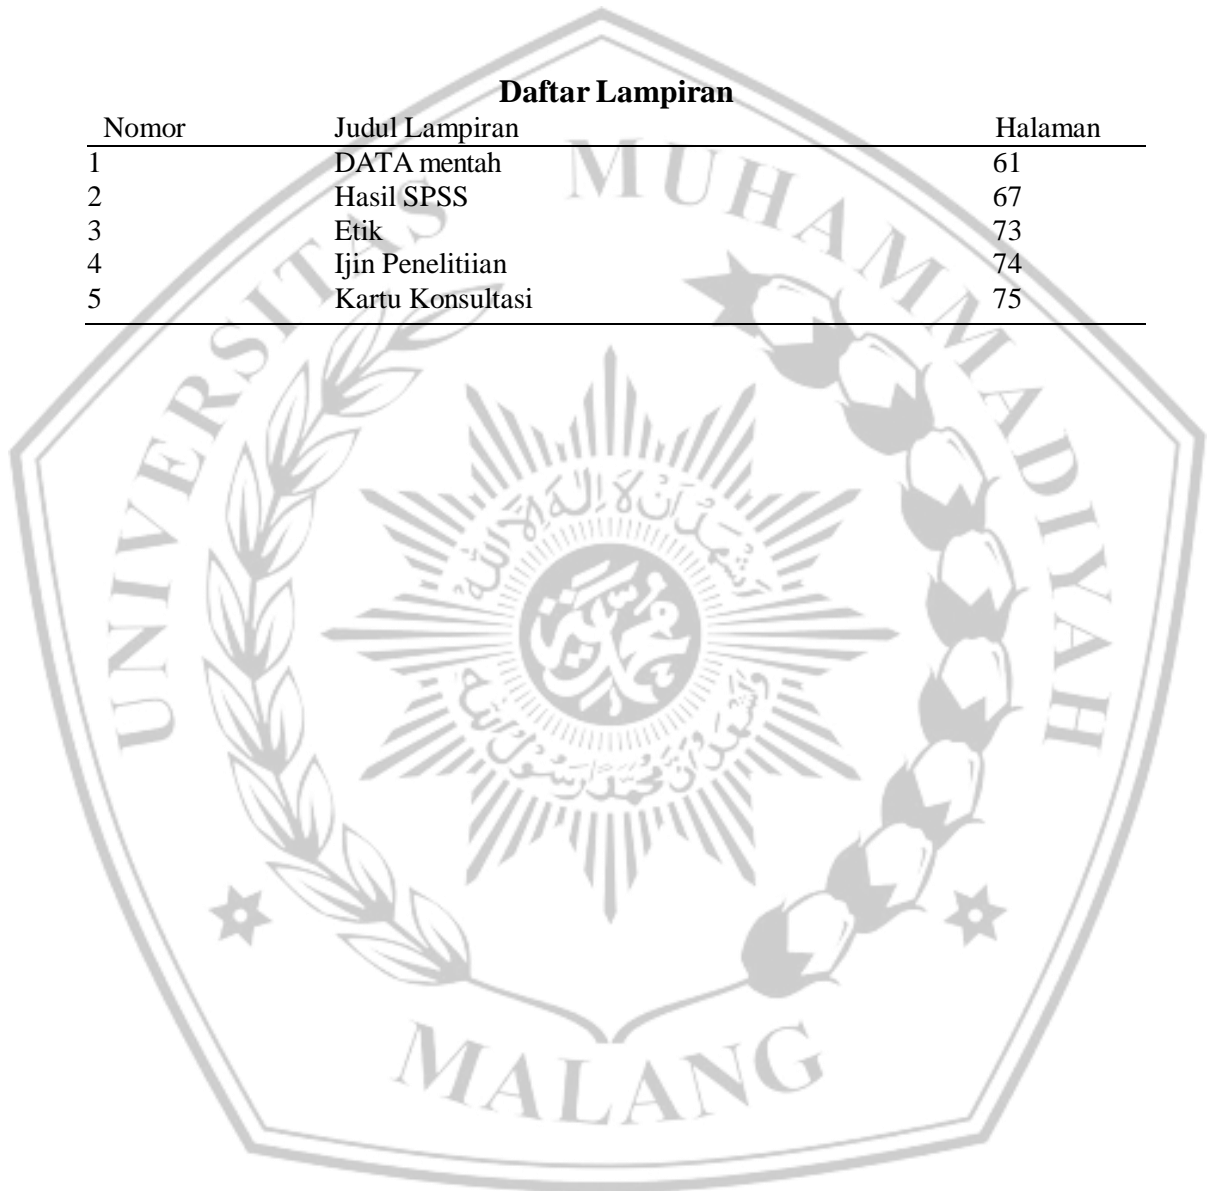 Daftar Lampiran
Nomor Judul Lampiran Halaman
1 DATA mentah 61
2 Hasil SPSS 67
3 Etik 73
4 Ijin Penelitiian 74
5 Kartu Konsultasi 75
UNIVERSITAS MUHAMMADIYAH
MALANG